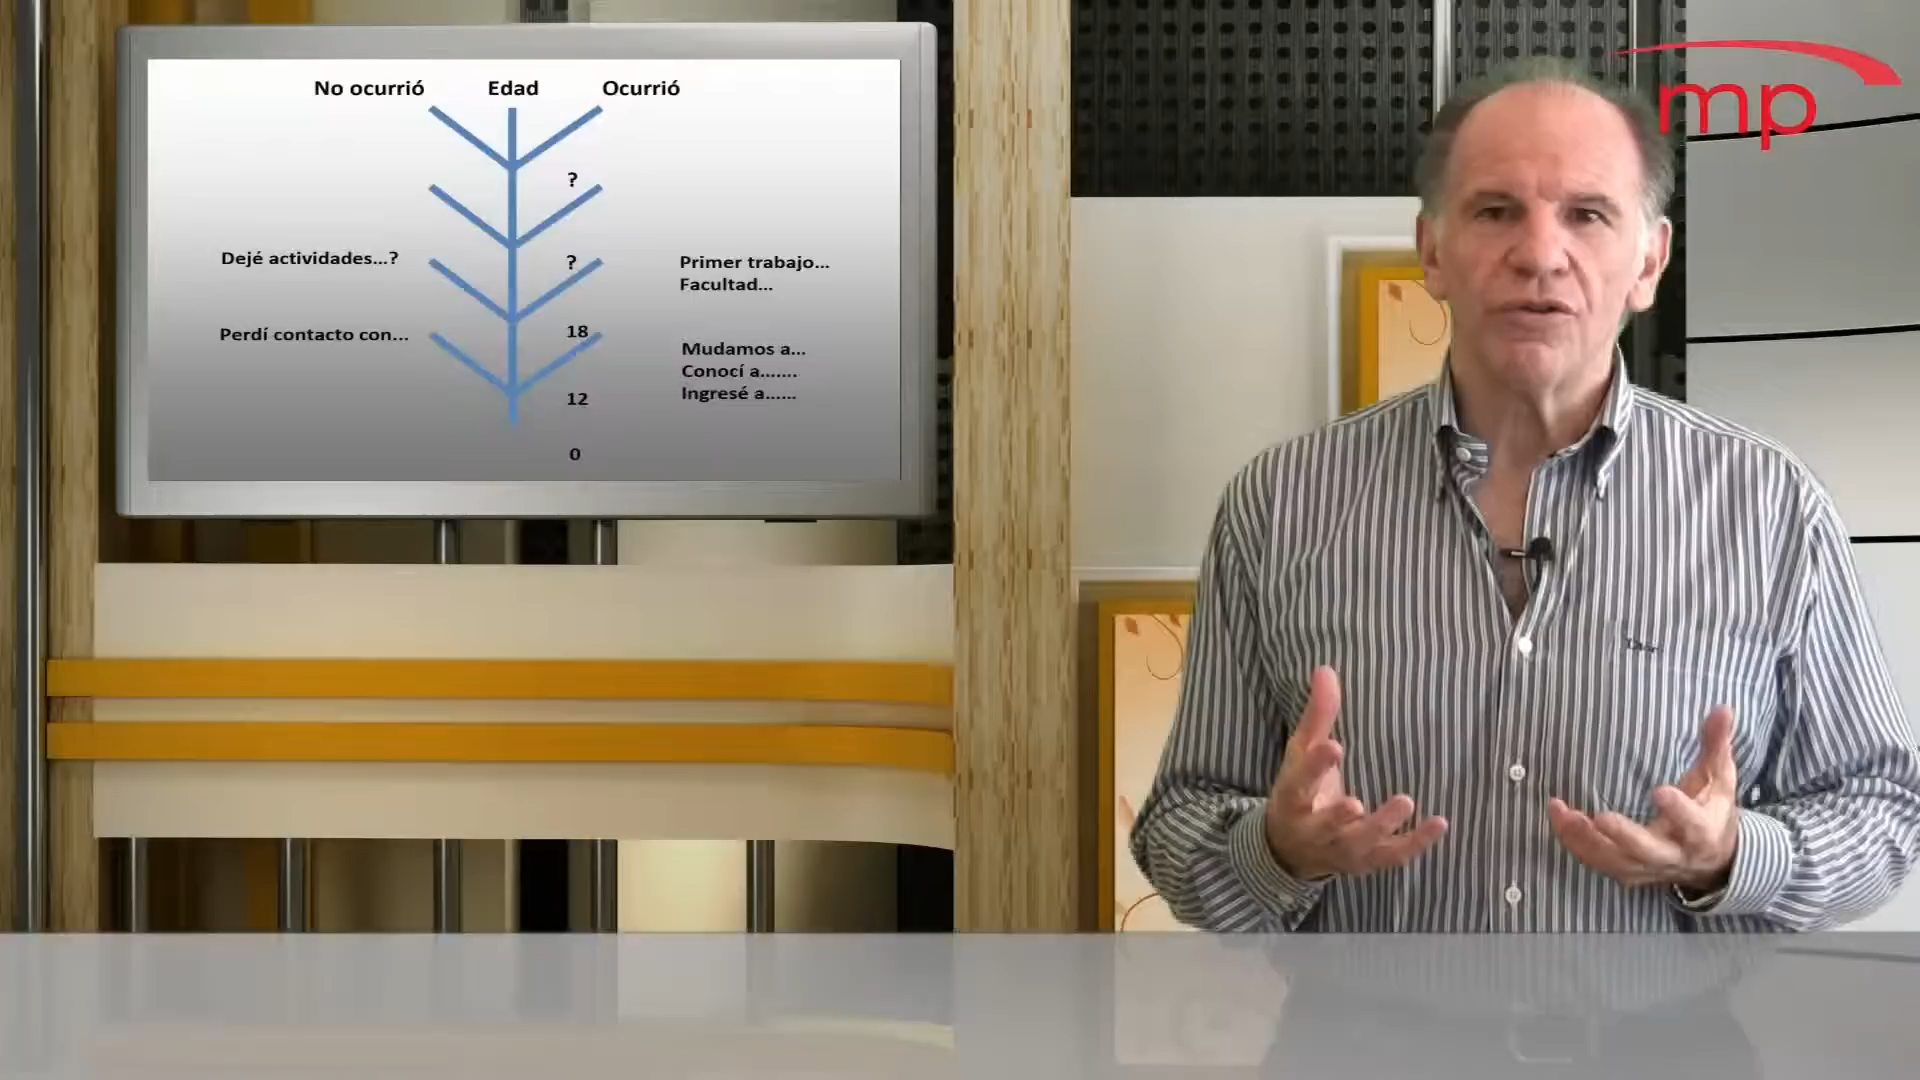 No ocurrió Edad Ocurrió
?
Dejé actividades...? ? Primer trabajo...
Facultad...
Perdí contacto con... 18
Mudamos a...
Conocí a.......
Ingresé a......
12
0
mp
Dior